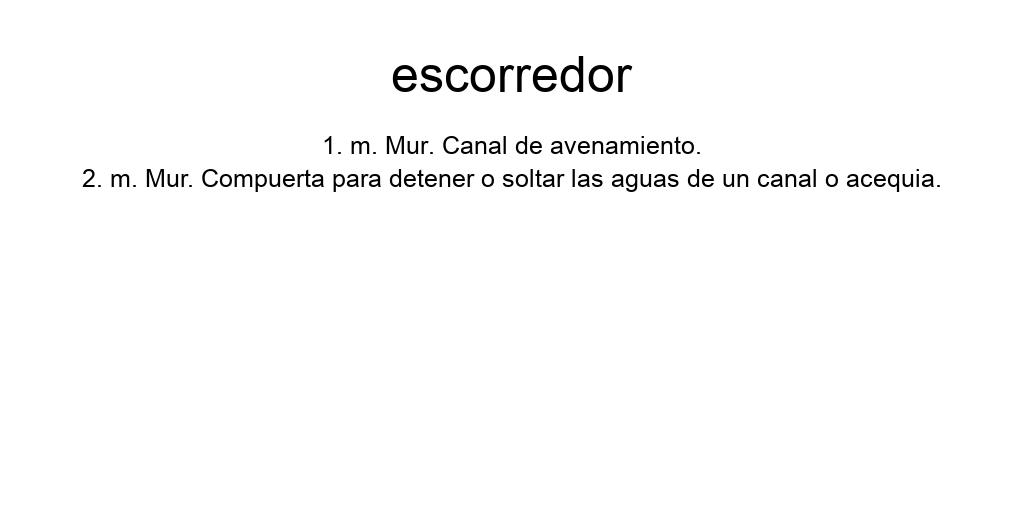 escorredor
1. m. Mur. Canal de avenamiento.
2. m. Mur. Compuerta para detener o soltar las aguas de un canal o acequia.